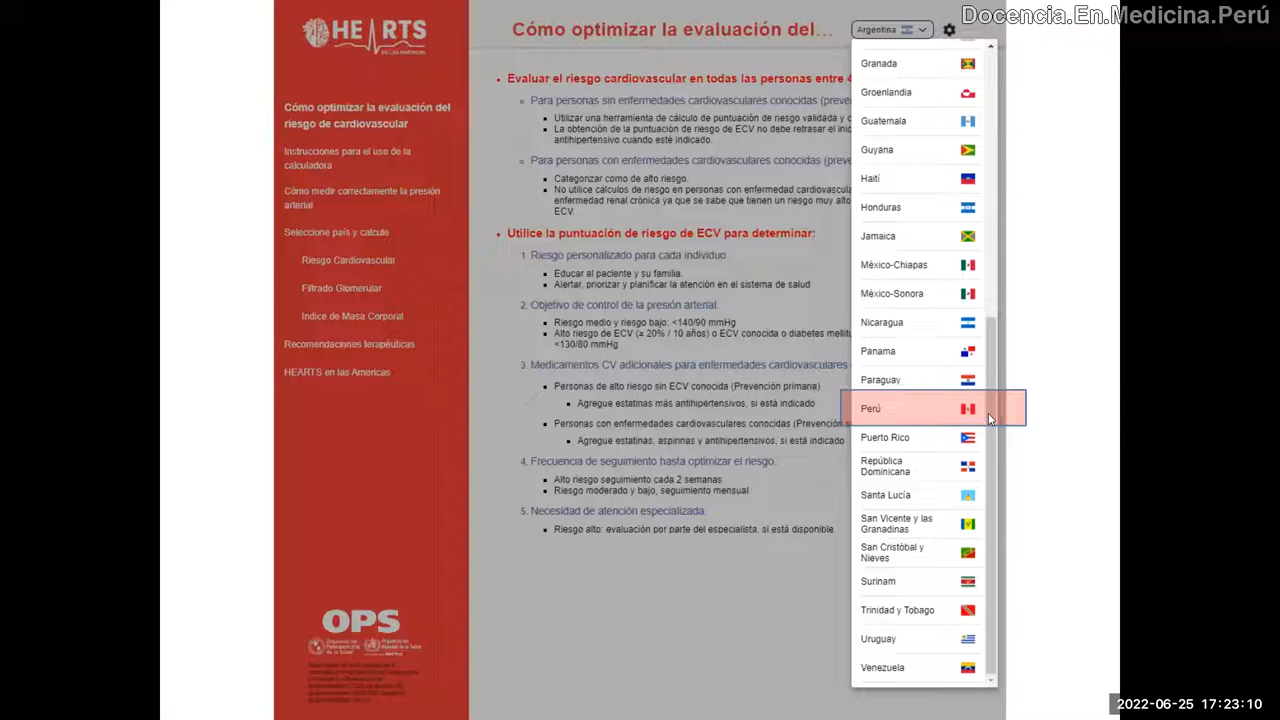 Docencia.En.Medicina.Perú
HEARTS
EN LAS AMÉRICAS
Cómo optimizar la evaluación del
riesgo de cardiovascular
Instrucciones para el uso de la
calculadora
Cómo medir correctamente la presión
arterial
Seleccione país y calcule
Riesgo Cardiovascular
Filtrado Glomerular
Indice de Masa Corporal
Recomendaciones terapéuticas
HEARTS en las Americas
OPS
Organización
Panamericana
de la Salud
Organización
Mundial de la Salud
Cómo optimizar la evaluación del...
Argentina
Evaluar el riesgo cardiovascular en todas las personas entre 4
Para personas sin enfermedades cardiovasculares conocidas (preve
Utilizar una herramienta de cálculo de puntuación de riesgo validada y c
La obtención de la puntuación de riesgo de ECV no debe retrasar el inic
antihipertensivo cuando esté indicado.
Para personas con enfermedades cardiovasculares conocidas (preve
Categorizar como de alto riesgo.
No utilice cálculos de riesgo en personas con enfermedad cardiovascula
enfermedad renal crónica ya que se sabe que tienen un riesgo muy alto
ECV.
Utilice la puntuación de riesgo de ECV para determinar:
1. Riesgo personalizado para cada individuo
Educar al paciente y su familia.
Alertar, priorizar y planificar la atención en el sistema de salud
2. Objetivo de control de la presión arterial.
Riesgo medio y riesgo bajo: <140/90 mmHg
Alto riesgo de ECV (≥ 20% / 10 años) o ECV conocida o diabetes mellitu
<130/80 mmHg
3. Medicamentos CV adicionales para enfermedades cardiovasculares
Personas de alto riesgo sin ECV conocida (Prevención primaria)
Agregue estatinas más antihipertensivos, si está indicado
Personas con enfermedades cardiovasculares conocidas (Prevención s
Agregue estatinas, aspirinas y antihipertensivos, si está indicado
4. Frecuencia de seguimiento hasta optimizar el riesgo.
Alto riesgo seguimiento cada 2 semanas
Riesgo moderado y bajo, seguimiento mensual
5. Necesidad de atención especializada.
Riesgo alto: evaluación por parte del especialista, si está disponible.
Granada
Groenlandia
Guatemala
Guyana
Haití
Honduras
Jamaica
México-Chiapas
México-Sonora
Nicaragua
Panama
Paraguay
Perú
Puerto Rico
República
Dominicana
Santa Lucía
San Vicente y las
Granadinas
San Cristóbal y
Nieves
Surinam
Trinidad y Tobago
Uruguay
Venezuela
2022-06-25 17:23:10